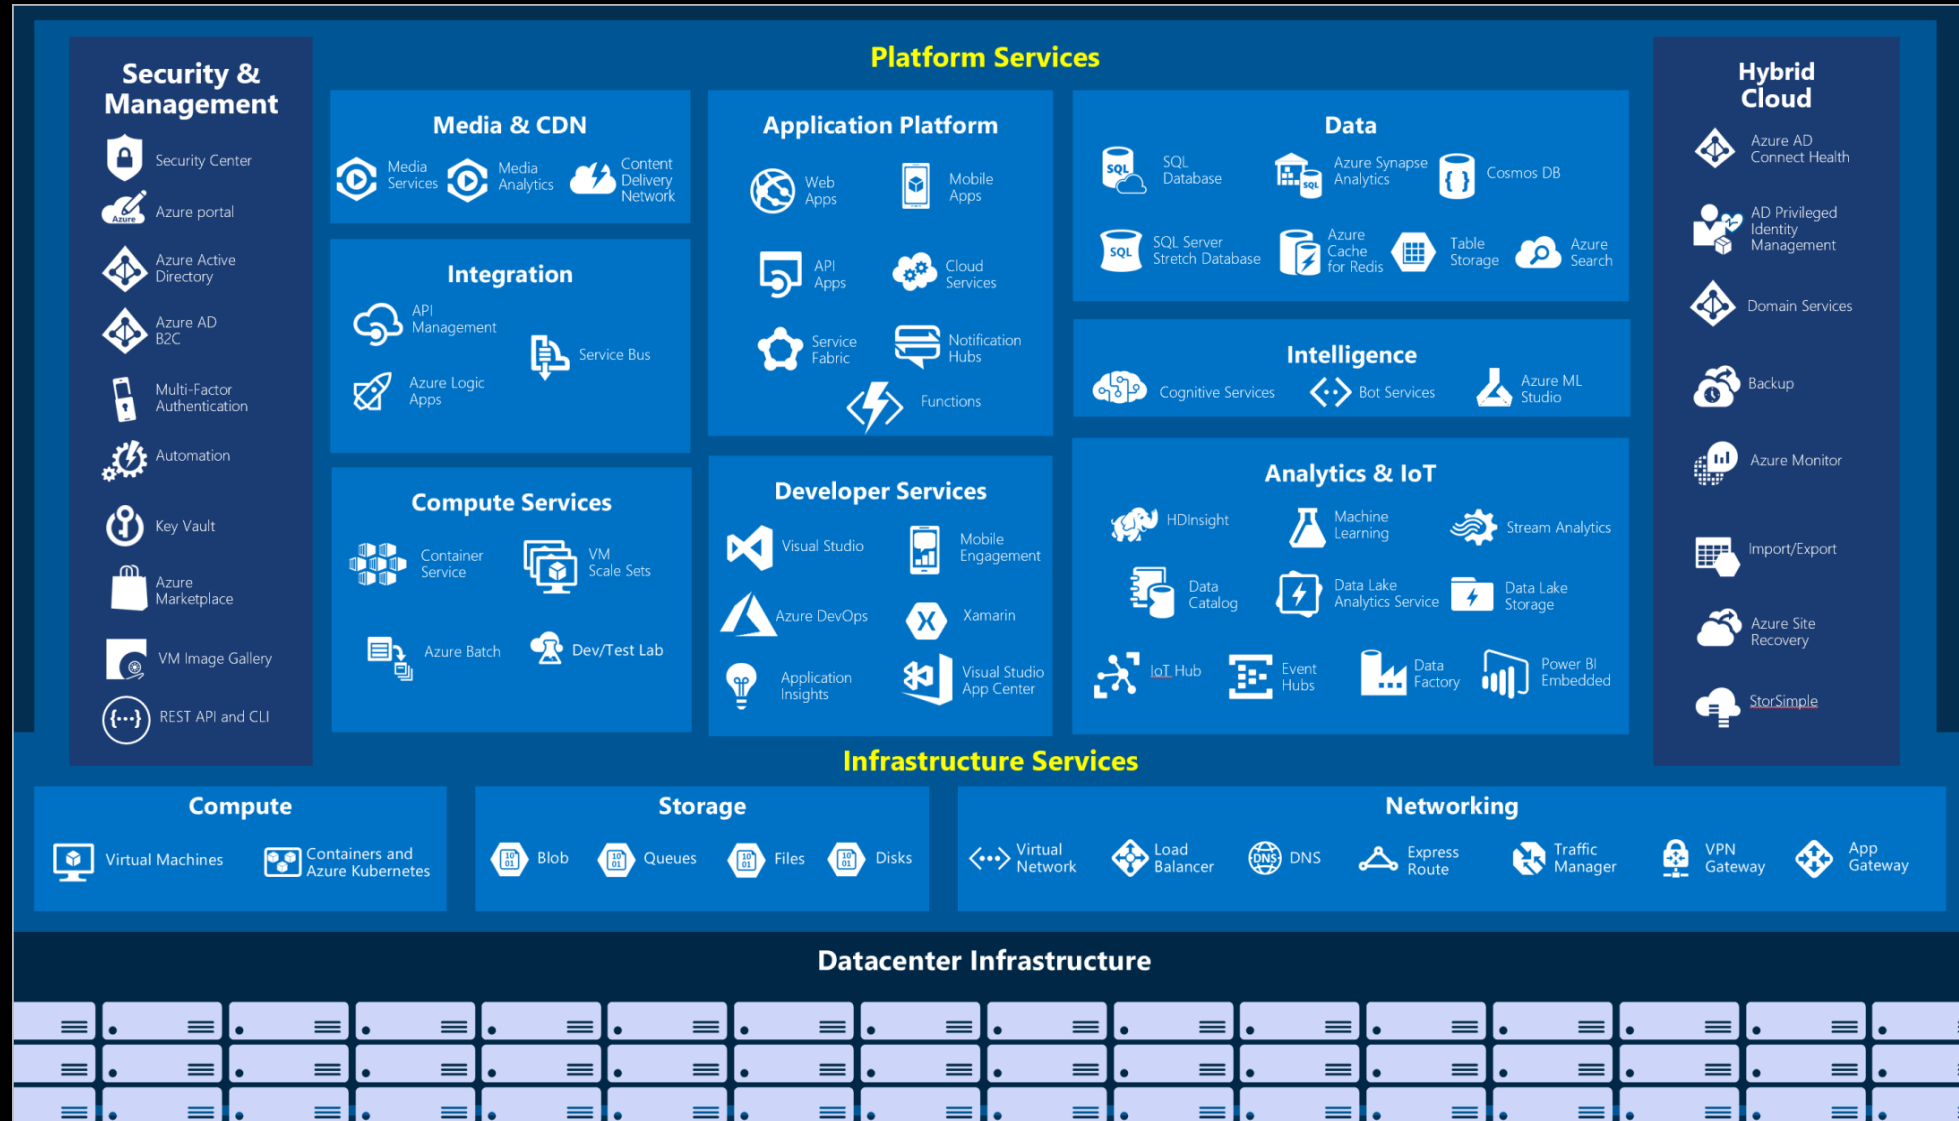 Platform Services
Security &
Management
Security Center
Azure
Azure portal
Azure Active
Directory
Azure AD
B2C
Multi-Factor
Authentication
Automation
Key Vault
Azure
Marketplace
VM Image Gallery
{...}
REST API and CLI
Media & CDN
Media
Services
Media
Analytics
Content
Delivery
Network
Integration
API
Management
Service Bus
Azure Logic
Apps
Compute Services
Container
Service
VM
Scale Sets
Azure Batch
Dev/Test Lab
Application Platform
Web
Apps
Mobile
Apps
API
Apps
Cloud
Services
Service
Fabric
Notification
Hubs
Functions
Developer Services
Visual Studio
Mobile
Engagement
Azure DevOps
X
Xamarin
Application
Insights
Visual Studio
App Center
Data
SQL
SQL
Database
SQL
Azure Synapse
Analytics
{ }
Cosmos DB
SQL
SQL Server
Stretch Database
Azure
Cache
for Redis
Table
Storage
Azure
Search
Intelligence
Cognitive Services
Bot Services
Azure ML
Studio
Analytics & IoT
HDInsight
Machine
Learning
Stream Analytics
Data
Catalog
Data Lake
Analytics Service
Data Lake
Storage
IoT Hub
Event
Hubs
Data
Factory
Power BI
Embedded
Hybrid
Cloud
Azure AD
Connect Health
AD Privileged
Identity
Management
Domain Services
Backup
Azure Monitor
Import/Export
Azure Site
Recovery
StorSimple
Infrastructure Services
Compute
Virtual Machines
Containers and
Azure Kubernetes
Storage
10
01
Blob
10
01
Queues
10
01
Files
10
01
Disks
Networking
Virtual
Network
Load
Balancer
DNS
DNS
Express
Route
Traffic
Manager
VPN
Gateway
App
Gateway
Datacenter Infrastructure